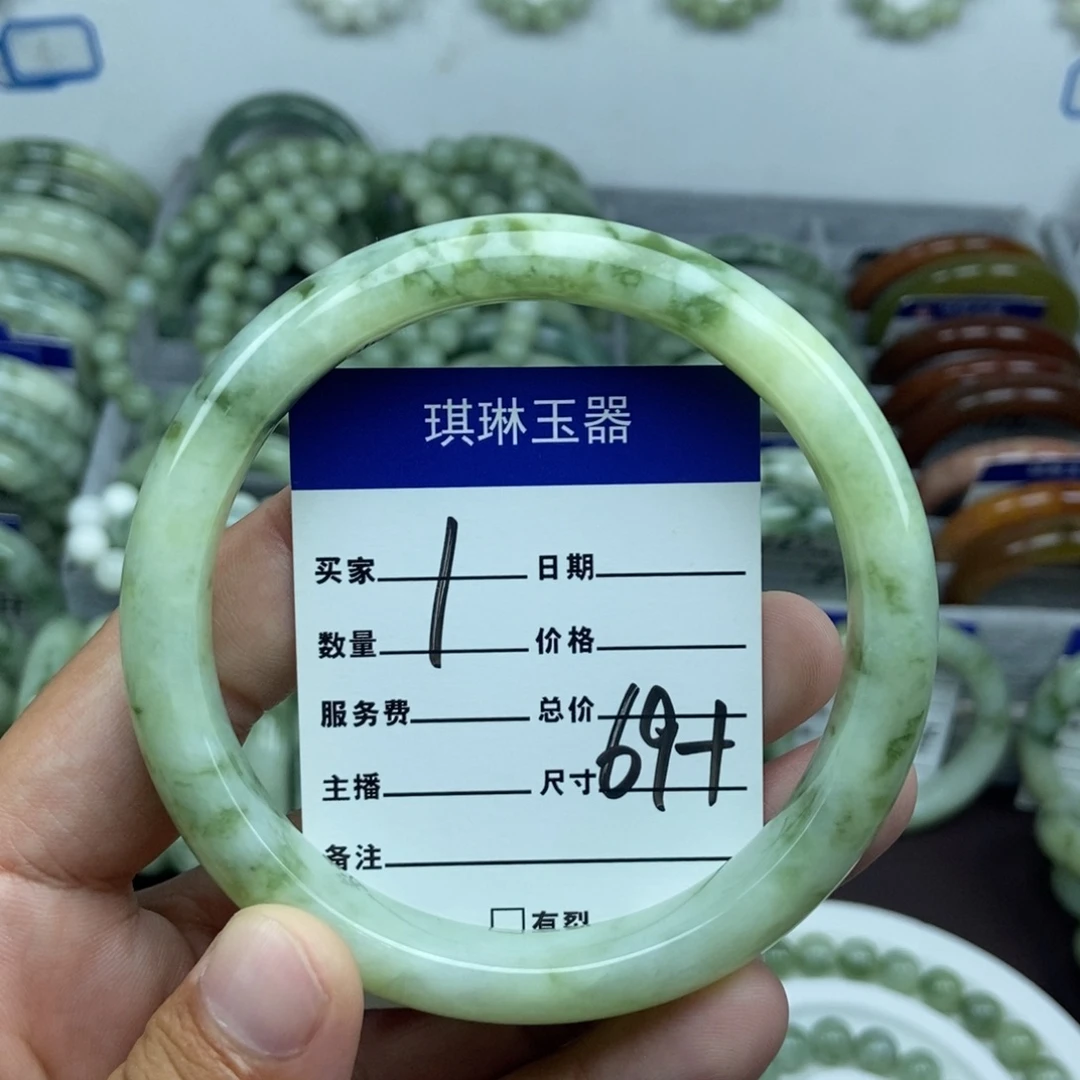 琪琳玉器
买家 日期
1
数量 价格
服务费 总价
主播 尺寸 69+
备注
有裂